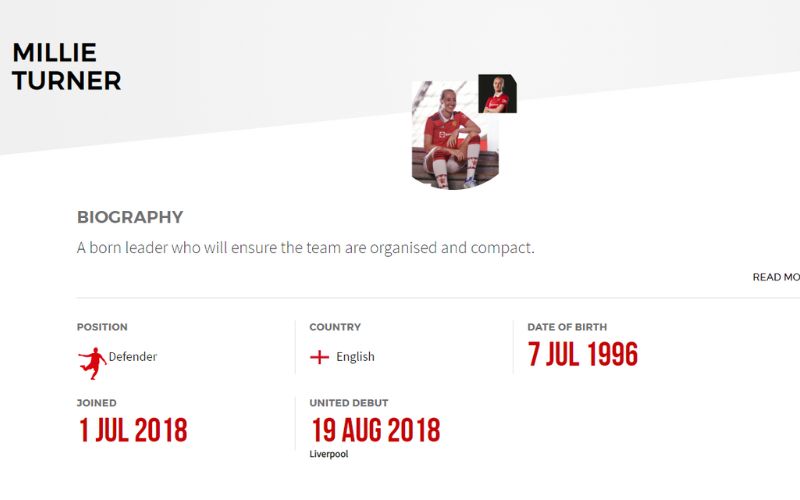 MILLIE
TURNER
BIOGRAPHY
A born leader who will ensure the team are organised and compact.
READ MO
POSITION
COUNTRY
DATE OF BIRTH
Defender
English
7 JUL 1996
JOINED
UNITED DEBUT
1 JUL 2018
19 AUG 2018
Liverpool